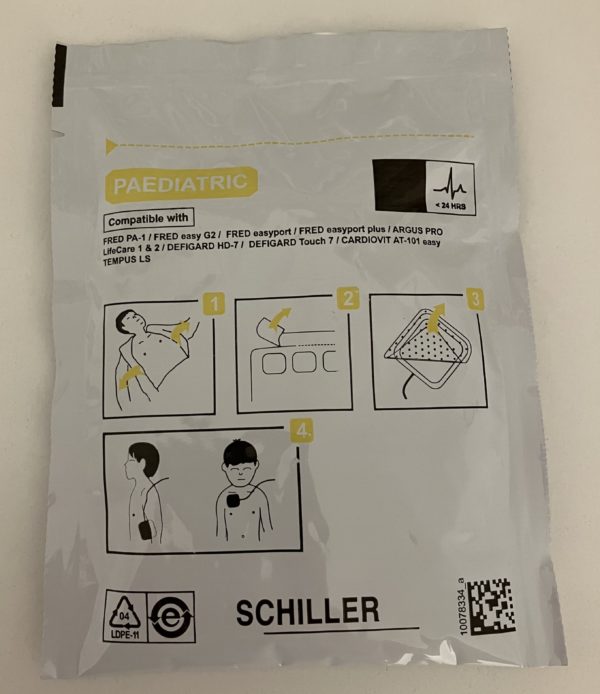 PAEDIATRIC
< 24 HRS
Compatible with
FRED PA-1 / FRED easy G2 / FRED easyport / FRED easyport plus / ARGUS PRO
LifeCare 1 & 2 / DEFIGARD HD-7 / DEFIGARD Touch 7 / CARDIOVIT AT-101 easy
TEMPUS LS
1
2
3
4
04
LDPE-11
e
SCHILLER
10078334_a